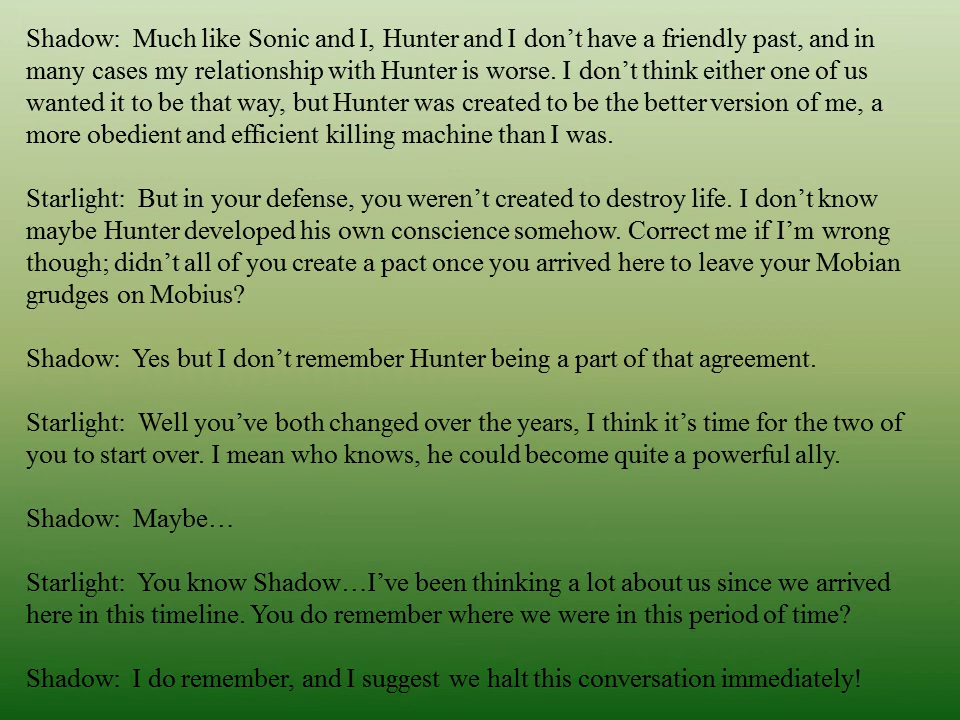 Shadow:  Much like Sonic and I, Hunter and I don’t have a friendly past, and in
many cases my relationship with Hunter is worse. I don’t think either one of us
wanted it to be that way, but Hunter was created to be the better version of me, a
more obedient and efficient killing machine than I was.

Starlight:  But in your defense, you weren’t created to destroy life. I don’t know
maybe Hunter developed his own conscience somehow. Correct me if I’m wrong
though; didn’t all of you create a pact once you arrived here to leave your Mobian
grudges on Mobius?

Shadow:  Yes but I don’t remember Hunter being a part of that agreement.

Starlight:  Well you’ve both changed over the years, I think it’s time for the two of
you to start over. I mean who knows, he could become quite a powerful ally.

Shadow:  Maybe…

Starlight:  You know Shadow…I’ve been thinking a lot about us since we arrived
here in this timeline. You do remember where we were in this period of time?

Shadow:  I do remember, and I suggest we halt this conversation immediately!